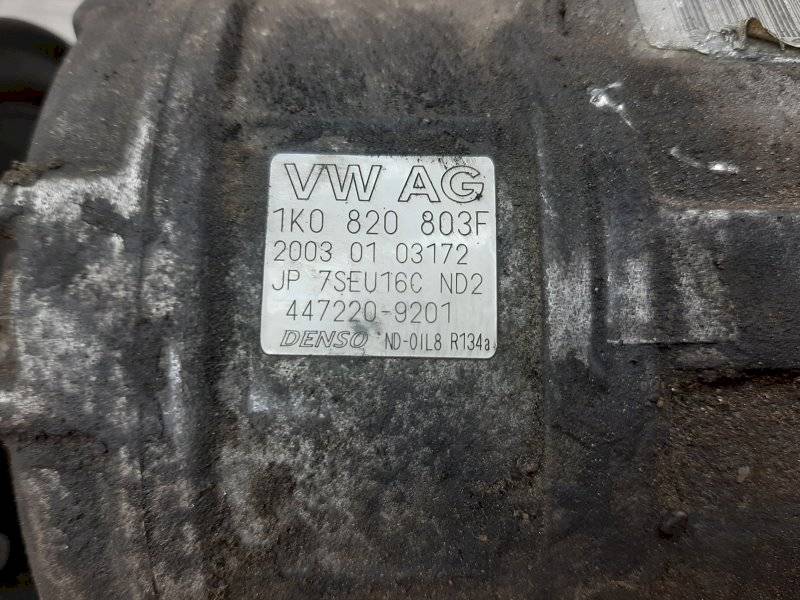 VW AG
1K0 820 803F
2003 01 03172
JP 7SEU16C ND2
447220-9201
DENSO ND-OIL8 R134a